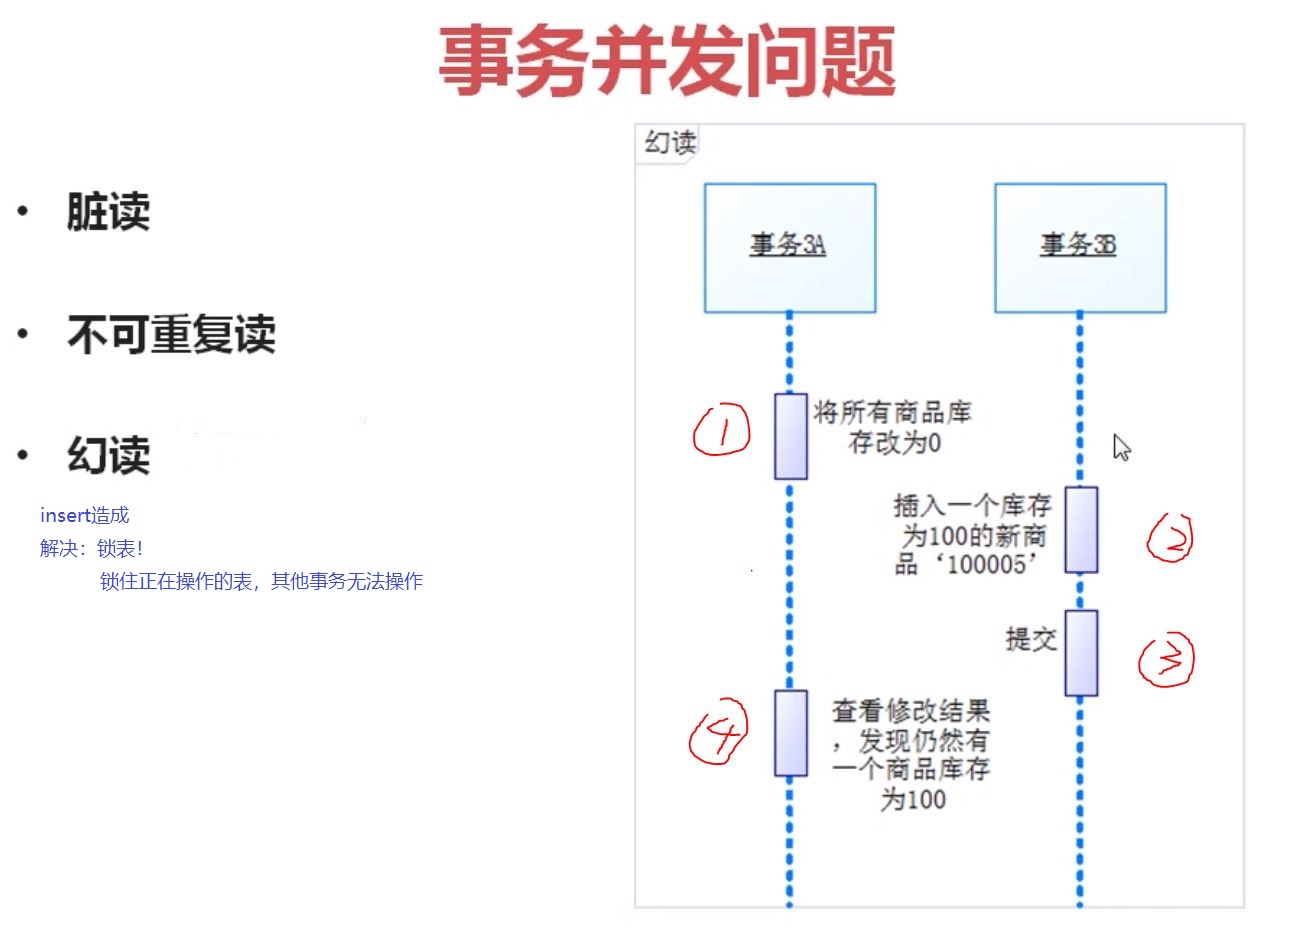 事务并发问题
• 脏读
• 不可重复读
• 幻读
insert造成
解决：锁表！
锁住正在操作的表，其他事务无法操作
幻读
事务3A
事务3B
①
将所有商品库
存改为0
插入一个库存
为100的新商
品‘100005’
②
提交
③
④
查看修改结果
，发现仍然有
一个商品库存
为100